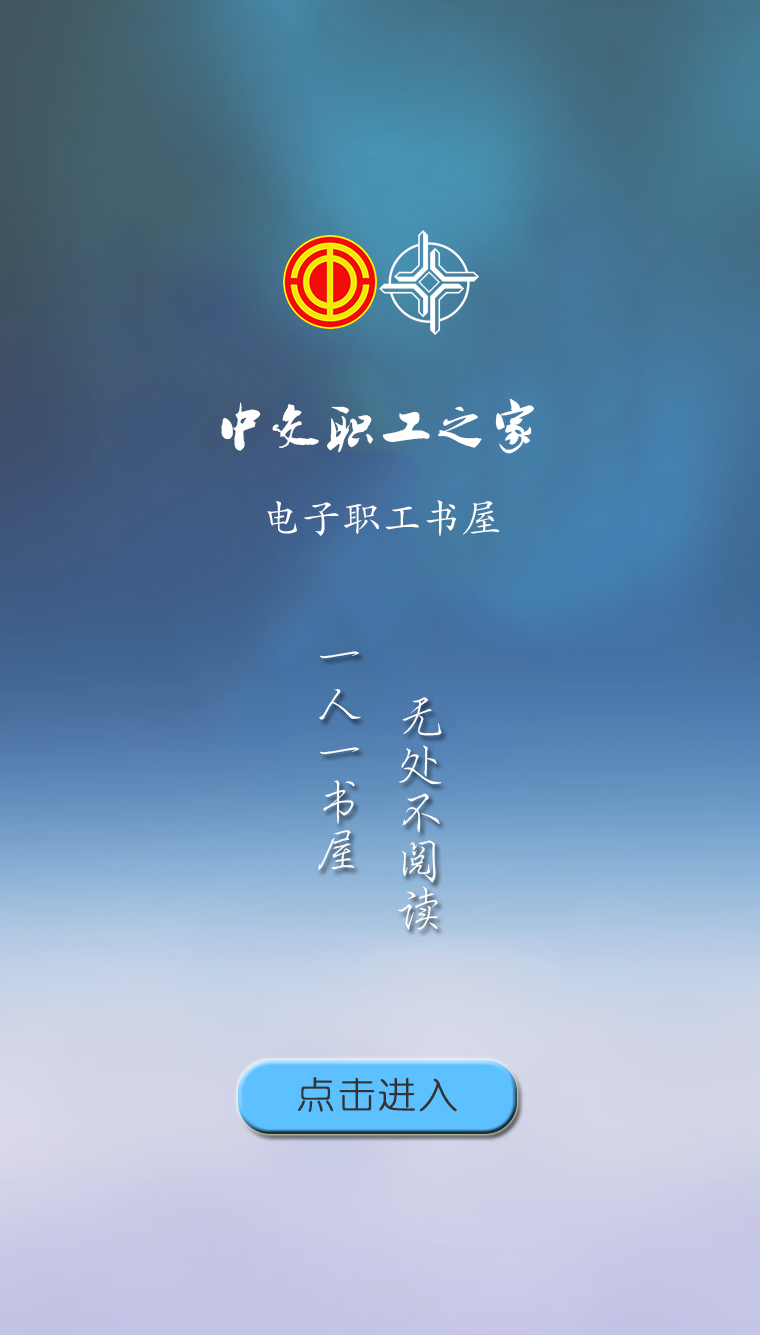 中交职工之家
电子职工书屋
一人一书屋
无处不阅读
点击进入